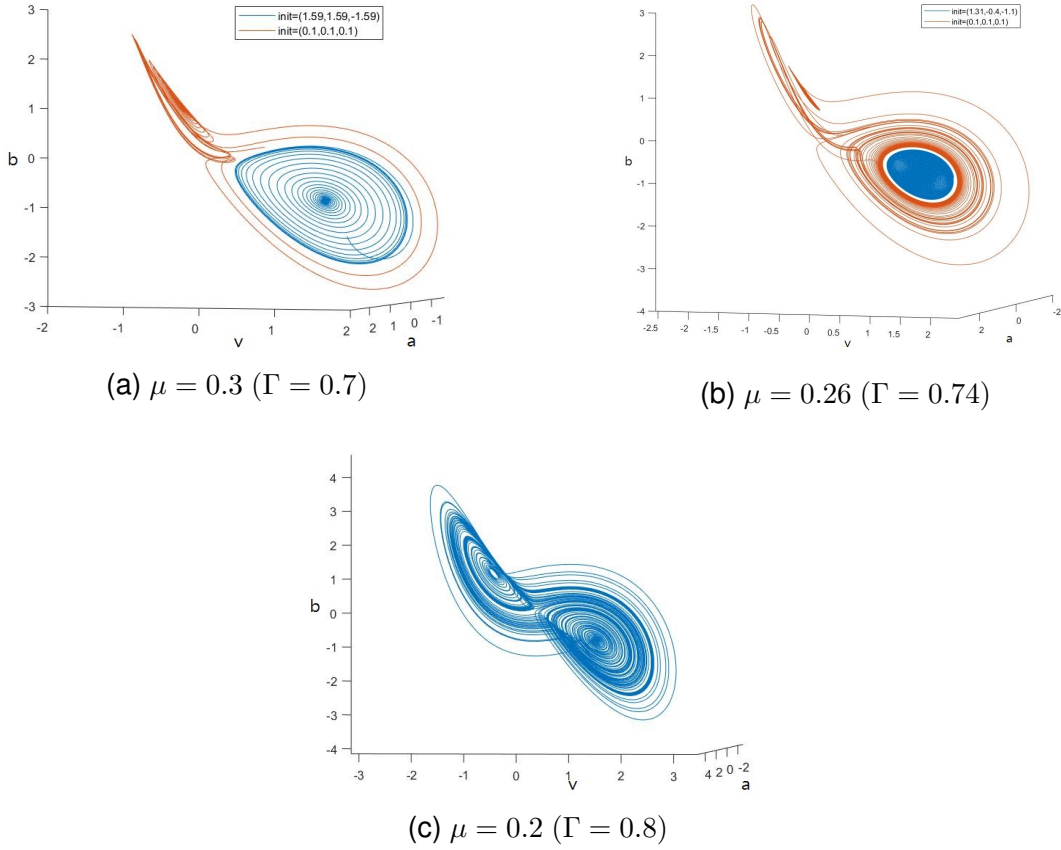 init=(1.59,1.59,-1.59)
init=(0.1,0.1,0.1)
3
2
1
0
-1
-2
-3
b
-2 -1 0 1 2
v
2 1 0 -1
a
(a) μ = 0.3 (Γ = 0.7)
init=(1.31,-0.4,-1.1)
init=(0.1,0.1,0.1)
3
2
1
0
-1
-2
-3
-4
b
-2.5 -2 -1.5 -1 -0.5 0 0.5 1 1.5 2
v
2 0 -2
a
(b) μ = 0.26 (Γ = 0.74)
4
3
2
1
0
-1
-2
-3
-4
b
-3 -2 -1 0 1 2 3
v
4 2 0 -2
a
(c) μ = 0.2 (Γ = 0.8)